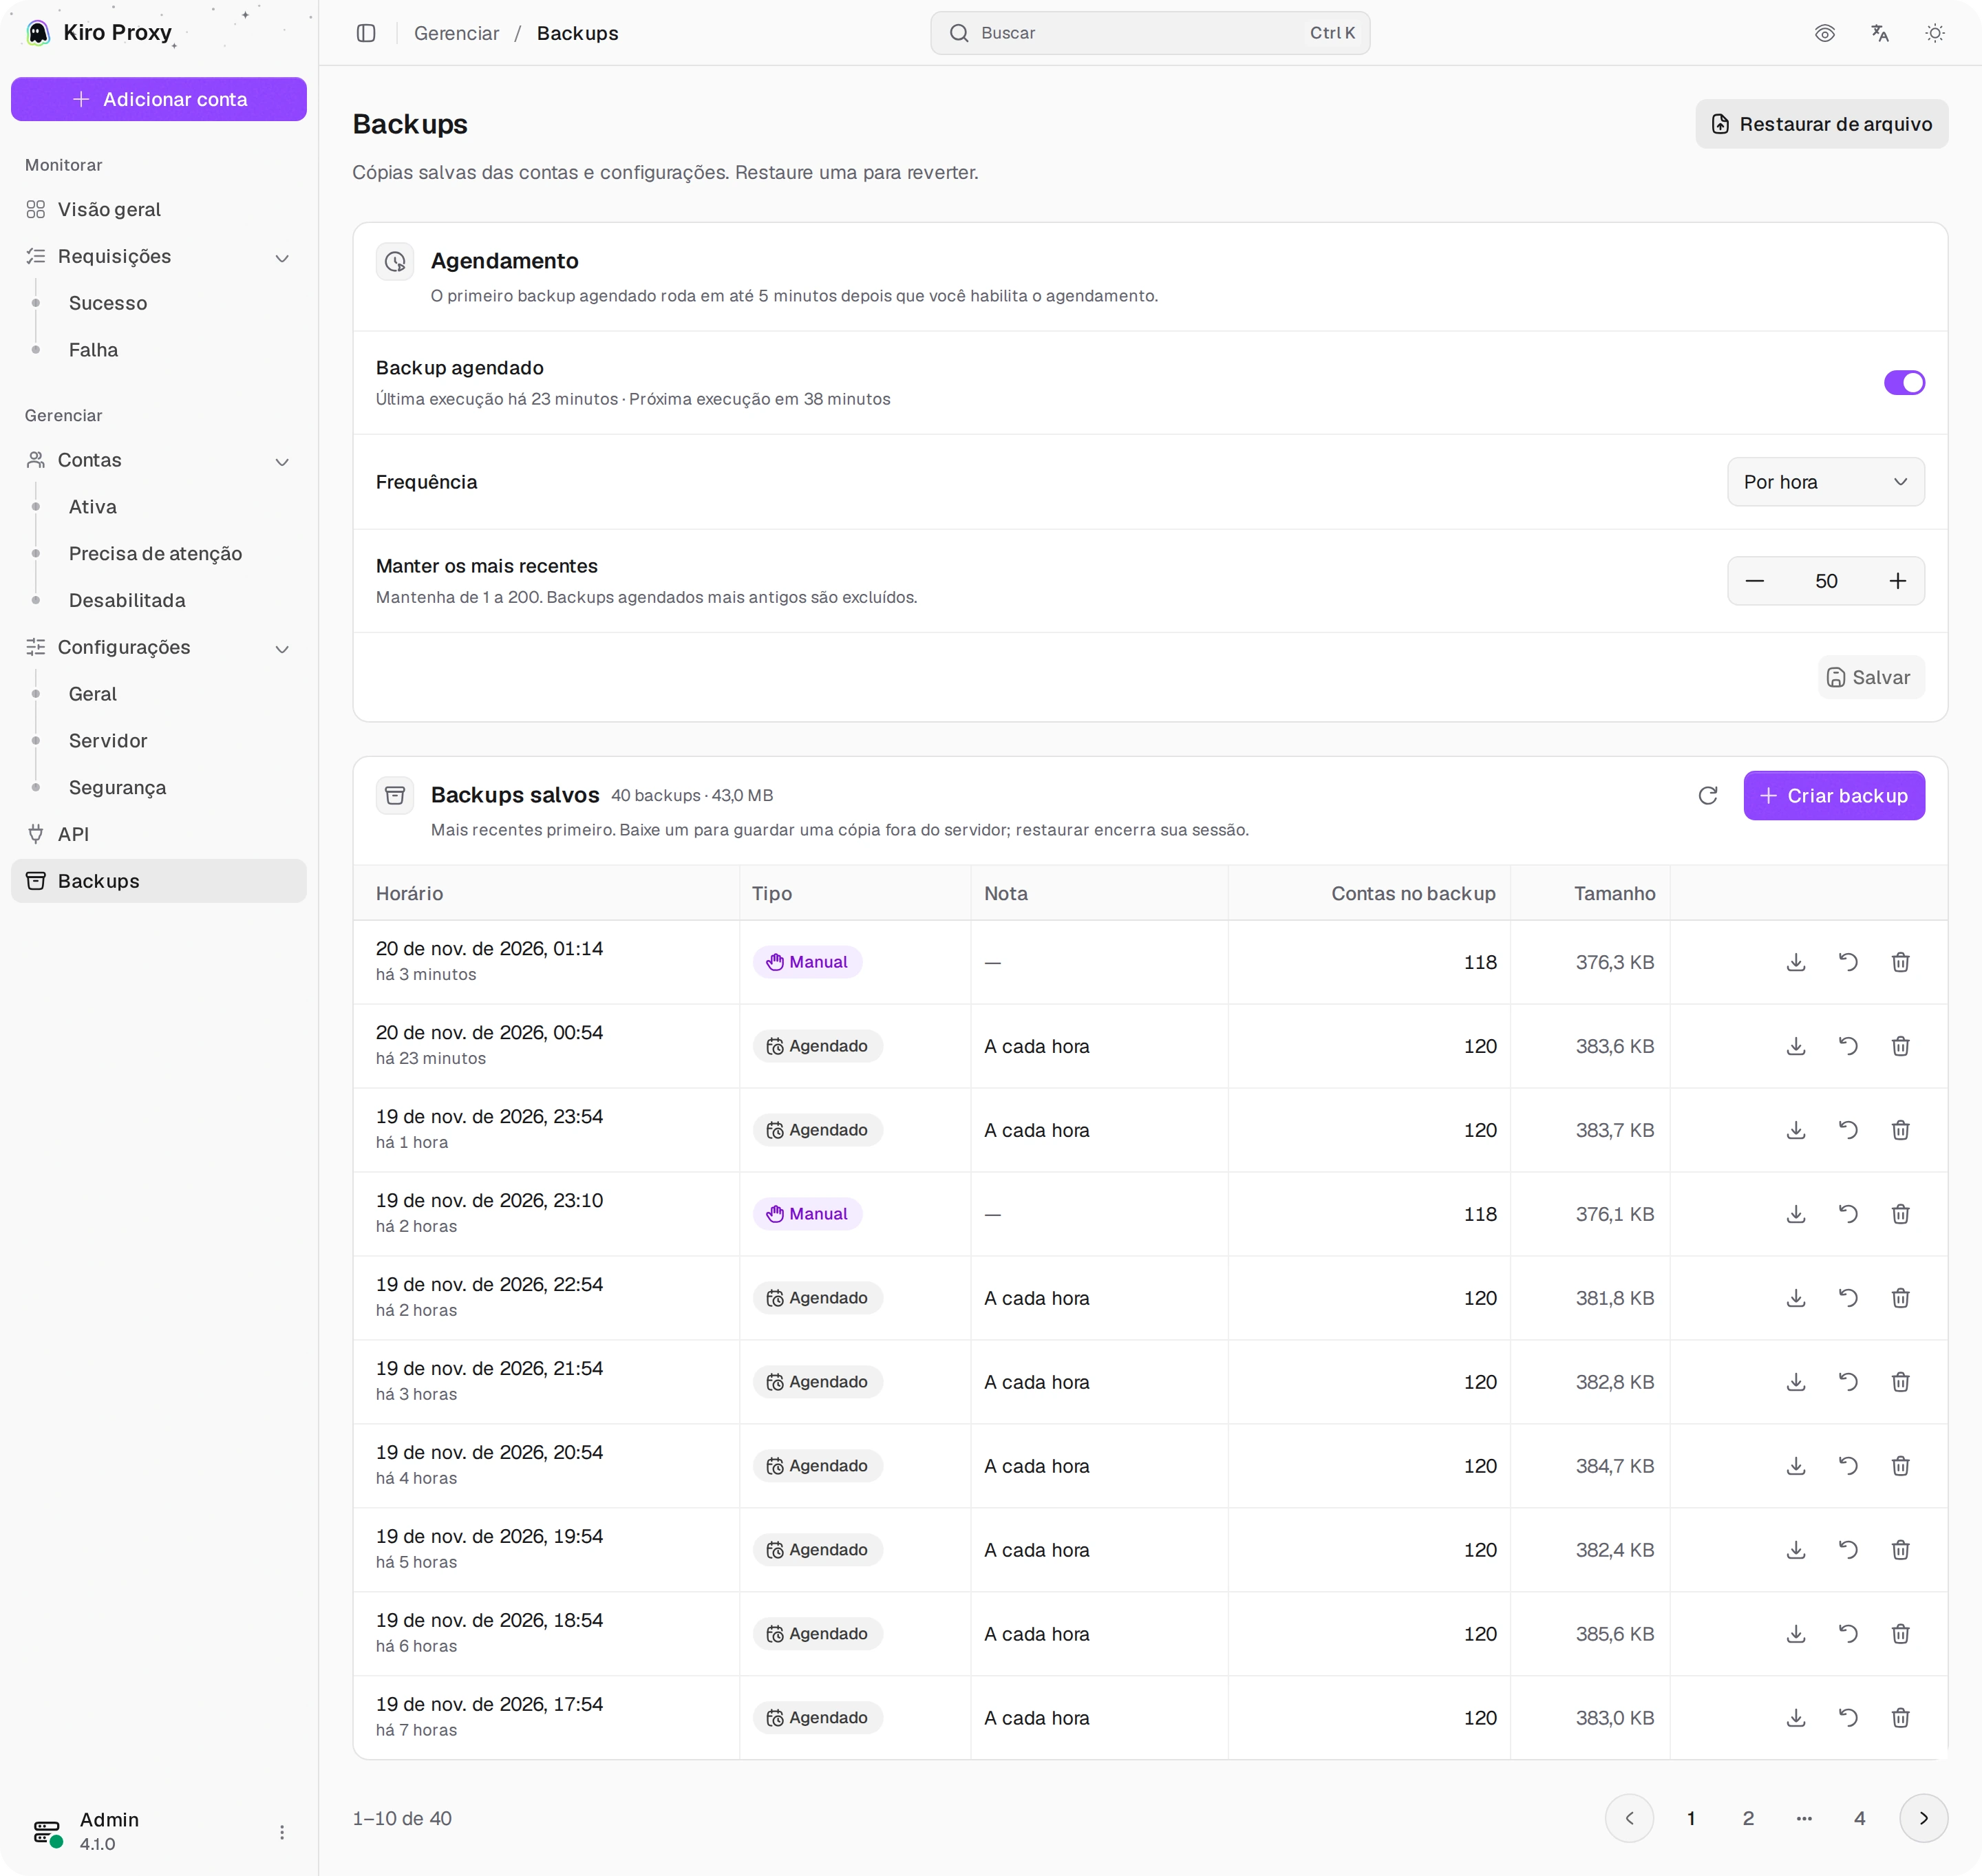 Kiro Proxy
Gerenciar / Backups
Buscar
Ctrl K
Adicionar conta
Monitorar
Visão geral
Requisições
Sucesso
Falha
Gerenciar
Contas
Ativa
Precisa de atenção
Desabilitada
Configurações
Geral
Servidor
Segurança
API
Backups
Admin
4.1.0
Backups
Restaurar de arquivo
Cópias salvas das contas e configurações. Restaure uma para reverter.
Agendamento
O primeiro backup agendado roda em até 5 minutos depois que você habilita o agendamento.
Backup agendado
Última execução há 23 minutos · Próxima execução em 38 minutos
Frequência
Por hora
Manter os mais recentes
Mantenha de 1 a 200. Backups agendados mais antigos são excluídos.
50
Salvar
Backups salvos 40 backups · 43,0 MB
Criar backup
Mais recentes primeiro. Baixe um para guardar uma cópia fora do servidor; restaurar encerra sua sessão.
Horário Tipo Nota Contas no backup Tamanho
20 de nov. de 2026, 01:14
há 3 minutos
Manual — 118 376,3 KB
20 de nov. de 2026, 00:54
há 23 minutos
Agendado A cada hora 120 383,6 KB
19 de nov. de 2026, 23:54
há 1 hora
Agendado A cada hora 120 383,7 KB
19 de nov. de 2026, 23:10
há 2 horas
Manual — 118 376,1 KB
19 de nov. de 2026, 22:54
há 2 horas
Agendado A cada hora 120 381,8 KB
19 de nov. de 2026, 21:54
há 3 horas
Agendado A cada hora 120 382,8 KB
19 de nov. de 2026, 20:54
há 4 horas
Agendado A cada hora 120 384,7 KB
19 de nov. de 2026, 19:54
há 5 horas
Agendado A cada hora 120 382,4 KB
19 de nov. de 2026, 18:54
há 6 horas
Agendado A cada hora 120 385,6 KB
19 de nov. de 2026, 17:54
há 7 horas
Agendado A cada hora 120 383,0 KB
1–10 de 40
1 2 ··· 4